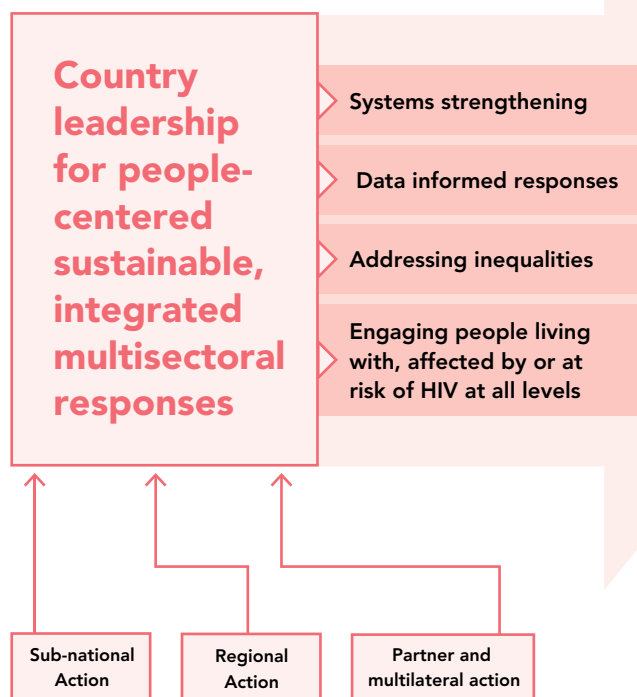 Country
leadership
for people-
centered
sustainable,
integrated
multisectoral
responses
Systems strengthening
Data informed responses
Addressing inequalities
Engaging people living
with, affected by or at
risk of HIV at all levels
Sub-national
Action
Regional
Action
Partner and
multilateral action